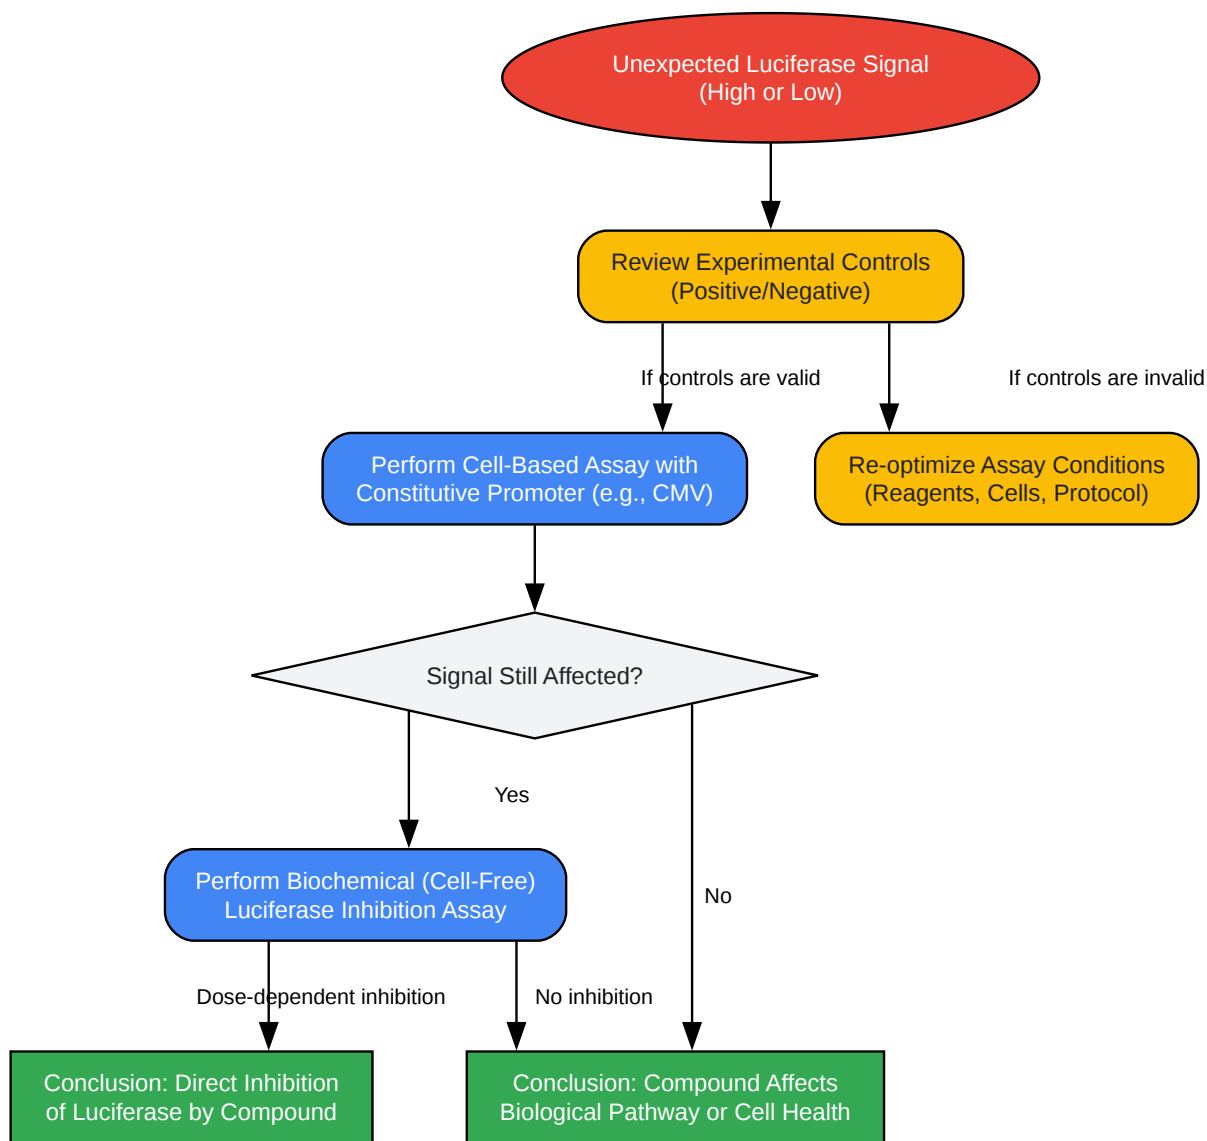 Unexpected Luciferase Signal
(High or Low)
Review Experimental Controls
(Positive/Negative)
If controls are valid
If controls are invalid
Perform Cell-Based Assay with
Constitutive Promoter (e.g., CMV)
Re-optimize Assay Conditions
(Reagents, Cells, Protocol)
Signal Still Affected?
Yes
Perform Biochemical (Cell-Free)
Luciferase Inhibition Assay
No
Dose-dependent inhibition
No inhibition
Conclusion: Direct Inhibition
of Luciferase by Compound
Conclusion: Compound Affects
Biological Pathway or Cell Health